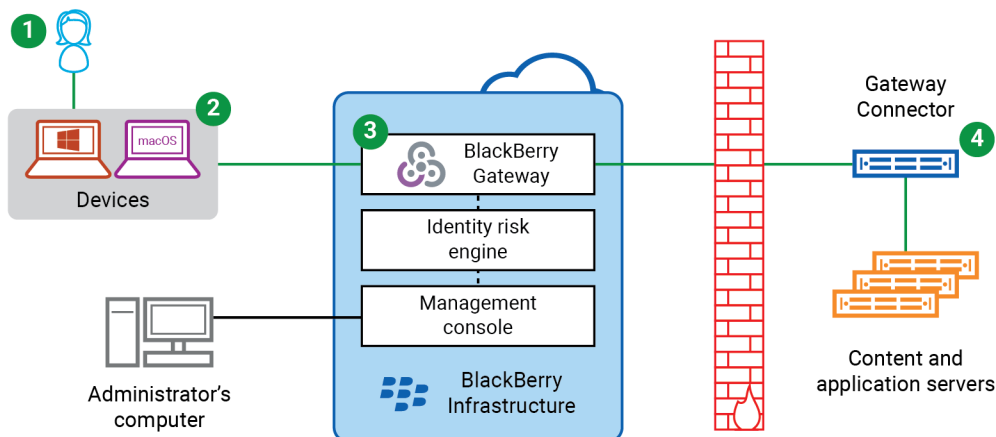 1
2
macOS
Devices
3
BlackBerry
Gateway
Identity risk
engine
Management
console
BlackBerry
Infrastructure
Administrator's
computer
Gateway
Connector
4
Content and
application servers